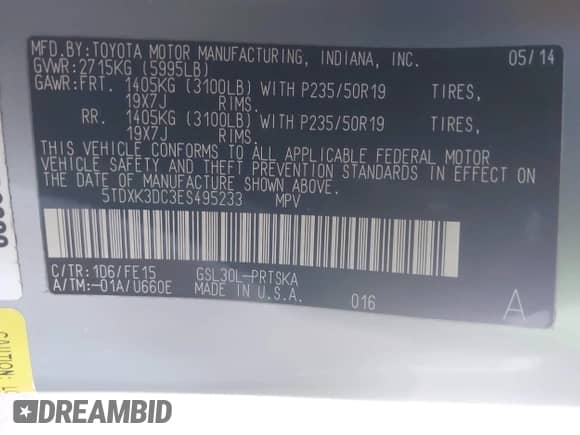 MFD.BY:TOYOTA MOTOR MANUFACTURING, INDIANA, INC. 05/14
GVWR:2715KG (5995LB)
GAWR:FRT. 1405KG (3100LB) WITH P235/50R19 TIRES,
19X7J RIMS.
RR. 1405KG (3100LB) WITH P235/50R19 TIRES,
19X7J RIMS.
THIS VEHICLE CONFORMS TO ALL APPLICABLE FEDERAL MOTOR
VEHICLE SAFETY AND THEFT PREVENTION STANDARDS IN EFFECT ON
THE DATE OF MANUFACTURE SHOWN ABOVE.
5TDXK3DC3ES495233 MPV
C/TR:1D6/FE15 GSL30L-PRTSKA
A/TM:-01A/U660E MADE IN U.S.A. 016 A
CAUTION:
DREAMBID